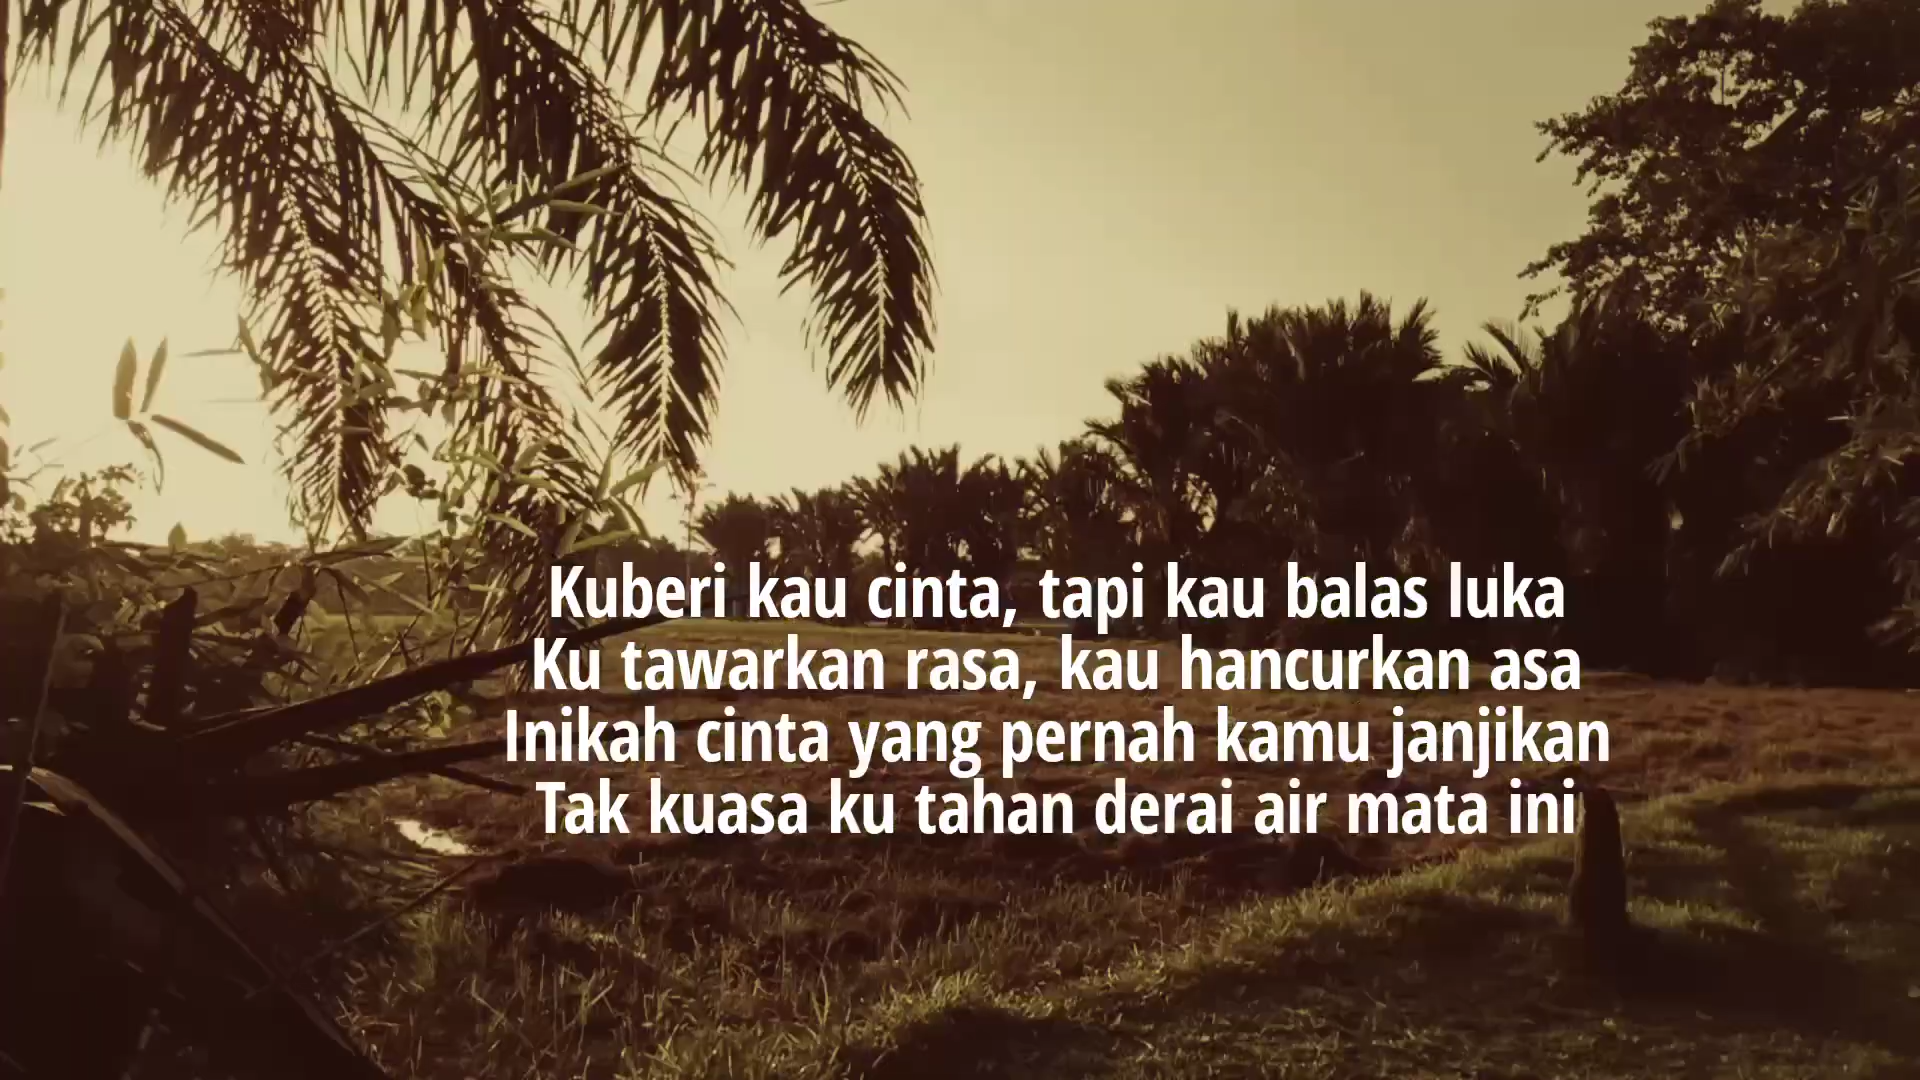 Kuberi kau cinta, tapi kau balas luka
Ku tawarkan rasa, kau hancurkan asa
Inikah cinta yang pernah kamu janjikan
Tak kuasa ku tahan derai air mata ini